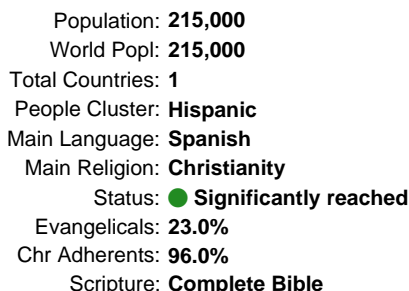 Population: 215,000
World Popl: 215,000
Total Countries: 1
People Cluster: Hispanic
Main Language: Spanish
Main Religion: Christianity
Status: Significantly reached
Evangelicals: 23.0%
Chr Adherents: 96.0%
Scripture: Complete Bible